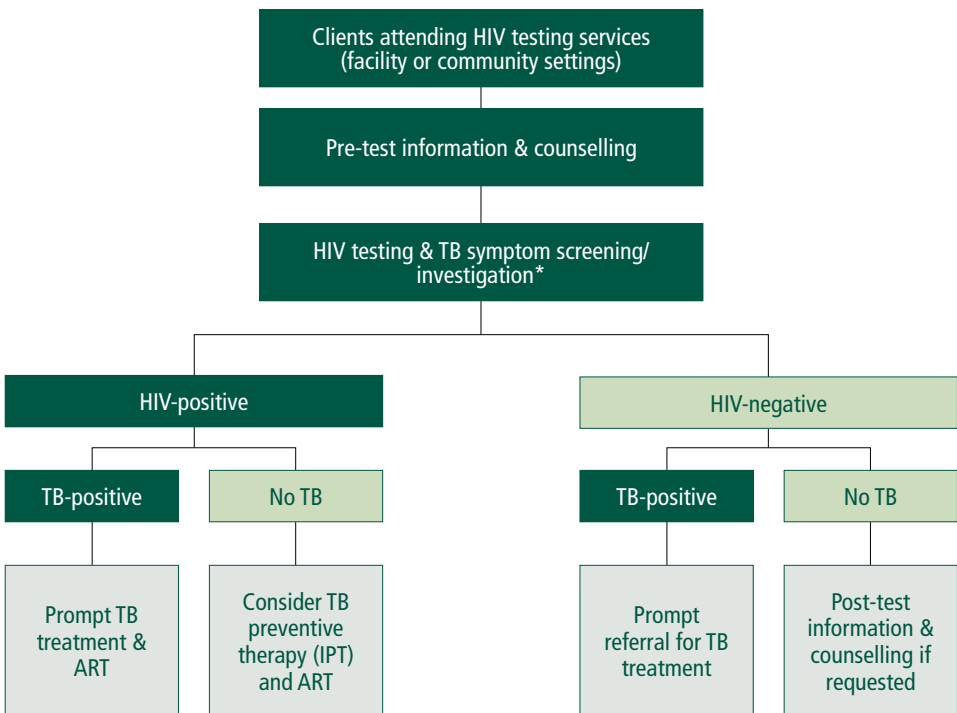 Clients attending HIV testing services
(facility or community settings)
Pre-test information & counselling
HIV testing & TB symptom screening/
investigation*
HIV-positive
HIV-negative
TB-positive
No TB
TB-positive
No TB
Prompt TB
treatment &
ART
Consider TB
preventive
therapy (IPT)
and ART
Prompt
referral for TB
treatment
Post-test
information &
counselling if
requested